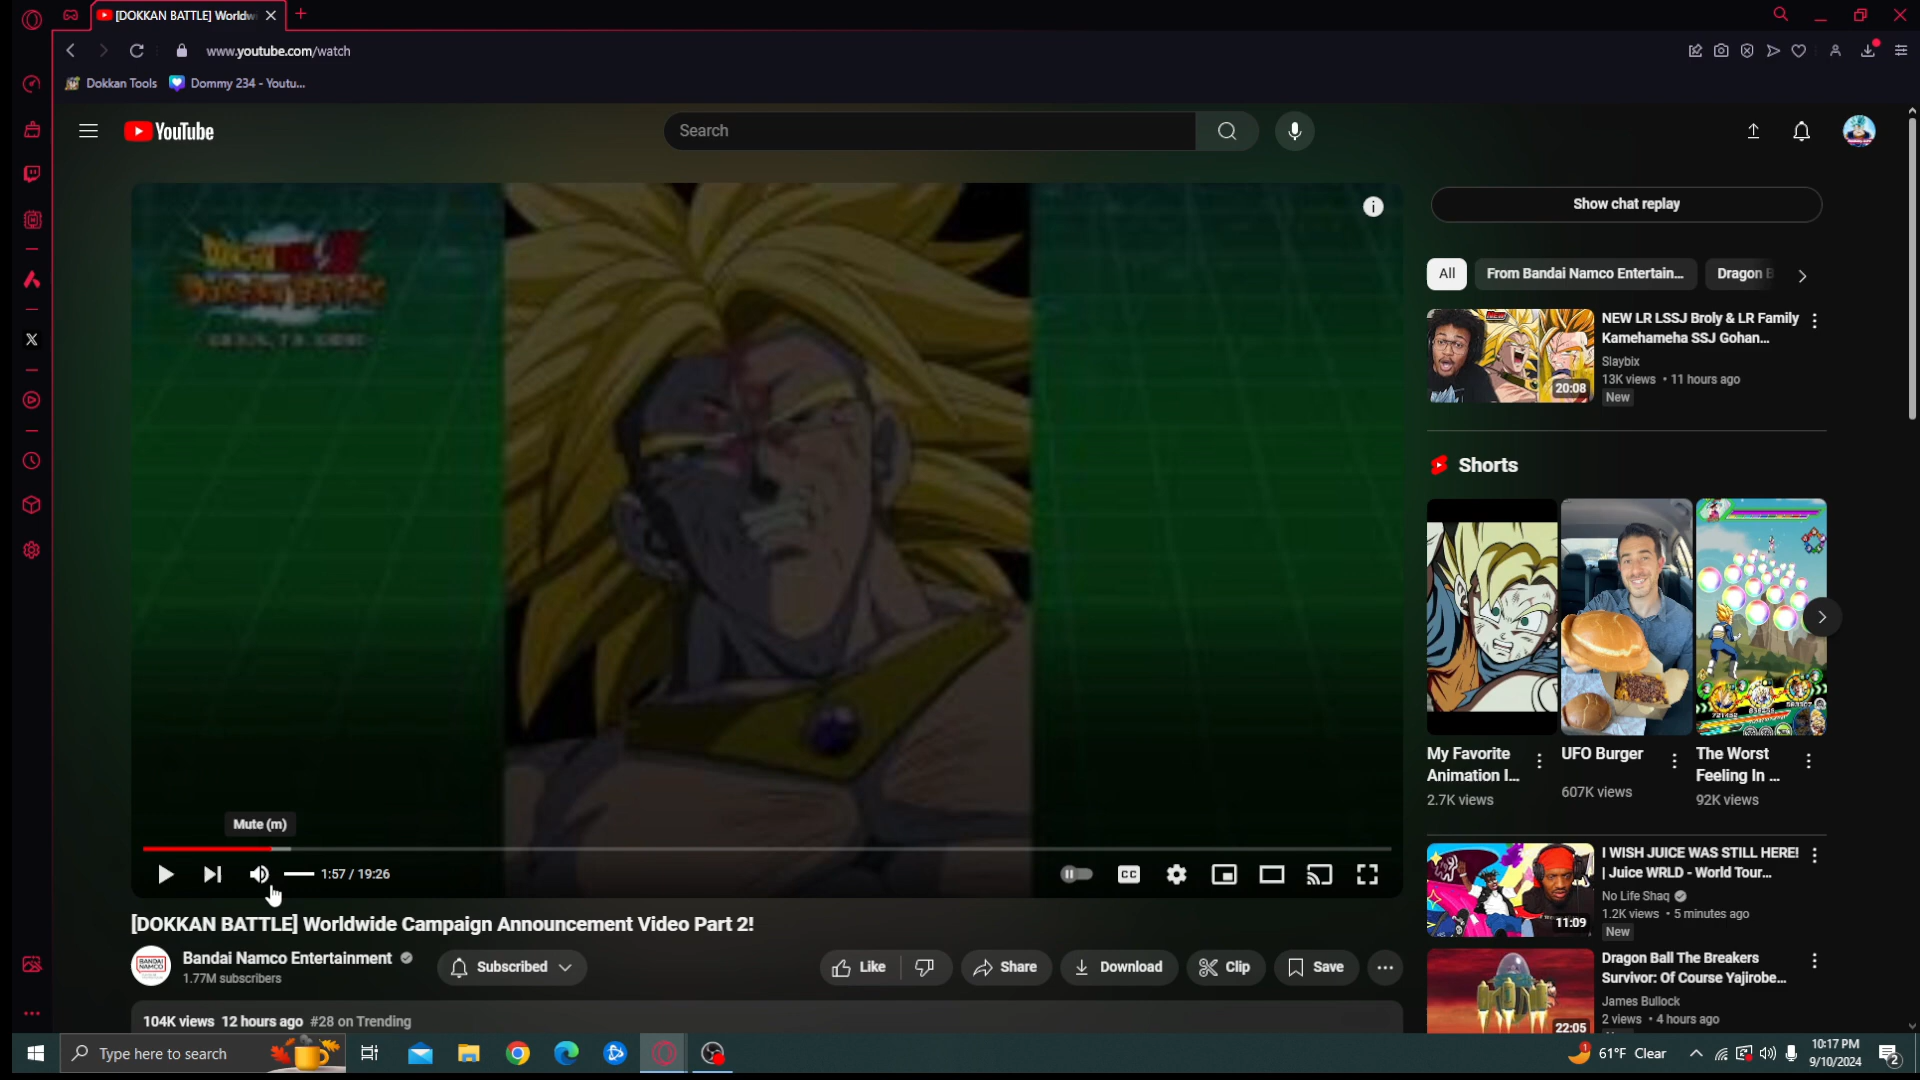 [DOKKAN BATTLE] Worldw
www.youtube.com/watch
Dokkan Tools
Dommy 234 - Youtu...
YouTube
Search
Show chat replay
All
From Bandai Namco Entertain...
Dragon B
NEW LR LSSJ Broly & LR Family
Kamehameha SSJ Gohan...
Slaybix
13K views • 11 hours ago
New
20:08
Shorts
My Favorite
Animation I...
2.7K views
UFO Burger
607K views
The Worst
Feeling In ...
92K views
Mute (m)
1:57 / 19:26
CC
[DOKKAN BATTLE] Worldwide Campaign Announcement Video Part 2!
Bandai Namco Entertainment
1.77M subscribers
Subscribed
Like
Share
Download
Clip
Save
104K views 12 hours ago #28 on Trending
I WISH JUICE WAS STILL HERE!
| Juice WRLD - World Tour...
No Life Shaq
1.2K views • 5 minutes ago
New
11:09
Dragon Ball The Breakers
Survivor: Of Course Yajirobe...
James Bullock
2 views • 4 hours ago
22:05
Type here to search
61°F Clear
10:17 PM
9/10/2024